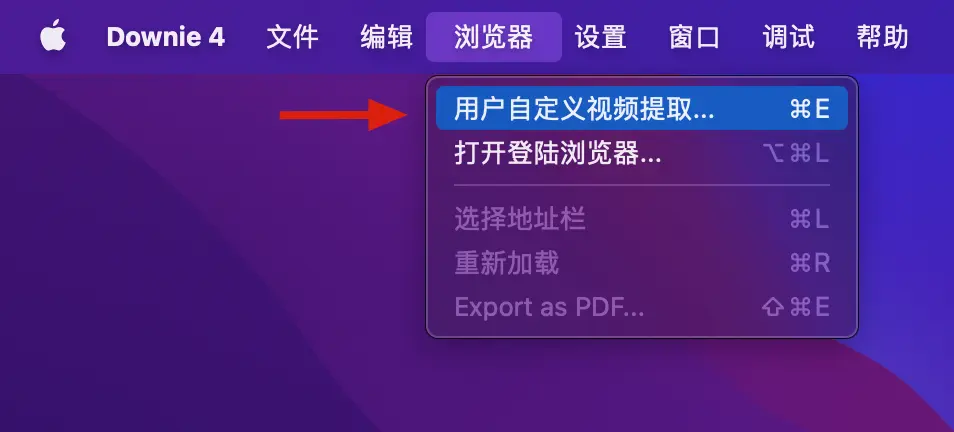 Downie 4 文件 编辑 浏览器 设置 窗口 调试 帮助
用户自定义视频提取... ⌘E
打开登陆浏览器... ⌥⌘L
选择地址栏 ⌘L
重新加载 ⌘R
Export as PDF... ⇧⌘E